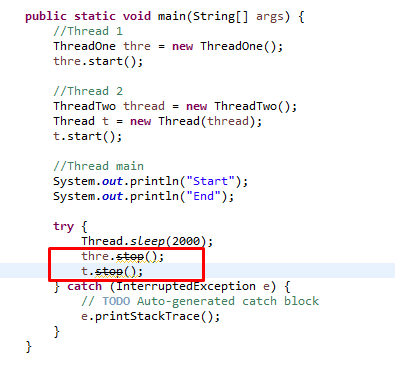 public static void main(String[] args) {
//Thread 1
ThreadOne thre = new ThreadOne();
thre.start();
//Thread 2
ThreadTwo thread = new ThreadTwo();
Thread t = new Thread(thread);
t.start();
//Thread main
System.out.println("Start");
System.out.println("End");
try {
Thread.sleep(2000);
thre.stop();
t.stop();
} catch (InterruptedException e) {
// TODO Auto-generated catch block
e.printStackTrace();
}
}